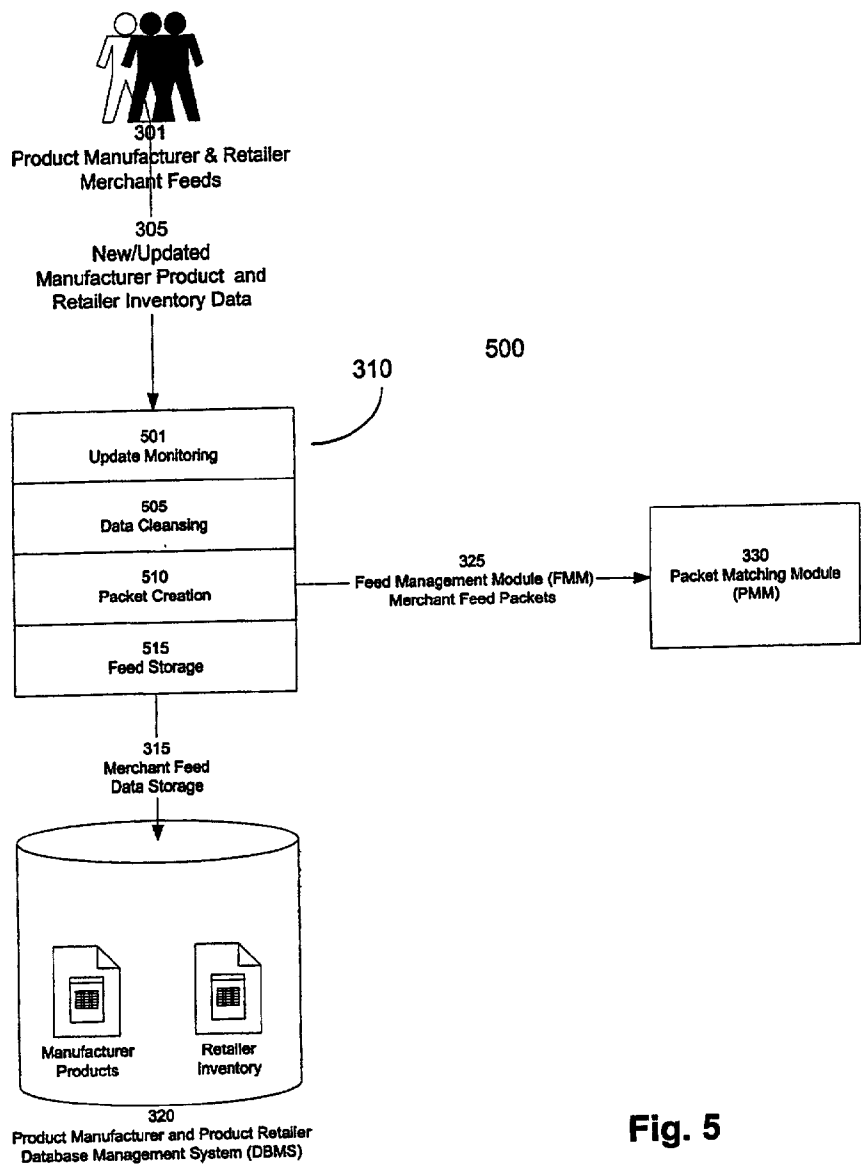 301
Product Manufacturer & Retailer
Merchant Feeds
305
New/Updated
Manufacturer Product and
Retailer Inventory Data
500
310
501
Update Monitoring
505
Data Cleansing
510
Packet Creation
515
Feed Storage
325
Feed Management Module (FMM)
Merchant Feed Packets
330
Packet Matching Module
(PMM)
315
Merchant Feed
Data Storage
Manufacturer
Products
Retailer
Inventory
320
Product Manufacturer and Product Retailer
Database Management System (DBMS)
Fig. 5